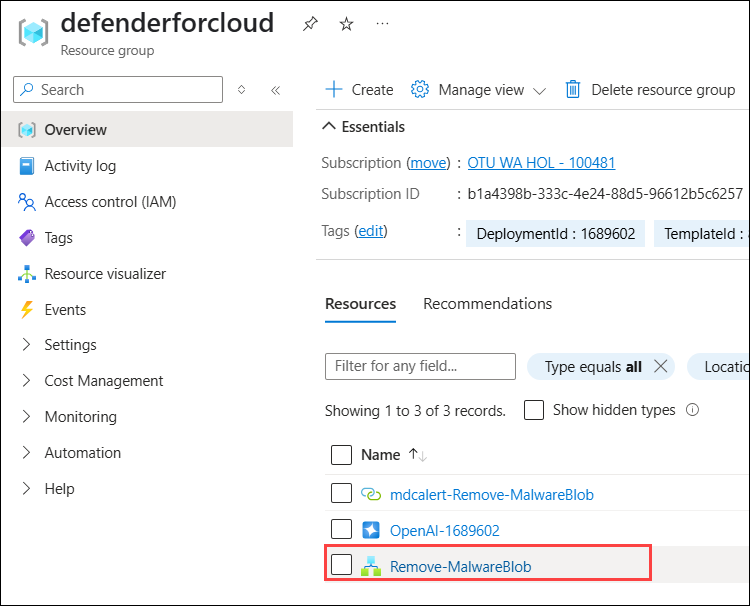 defenderforcloud
Resource group
Search
Create
Manage view
Delete resource group
Overview
Activity log
Access control (IAM)
Tags
Resource visualizer
Events
Settings
Cost Management
Monitoring
Automation
Help
Essentials
Subscription (move) : OTU WA HOL - 100481
Subscription ID : b1a4398b-333c-4e24-88d5-96612b5c6257
Tags (edit) : DeploymentId : 1689602 TemplateId :
Resources Recommendations
Filter for any field... Type equals all Locatio
Showing 1 to 3 of 3 records. Show hidden types
Name
mdcalert-Remove-MalwareBlob
OpenAI-1689602
Remove-MalwareBlob